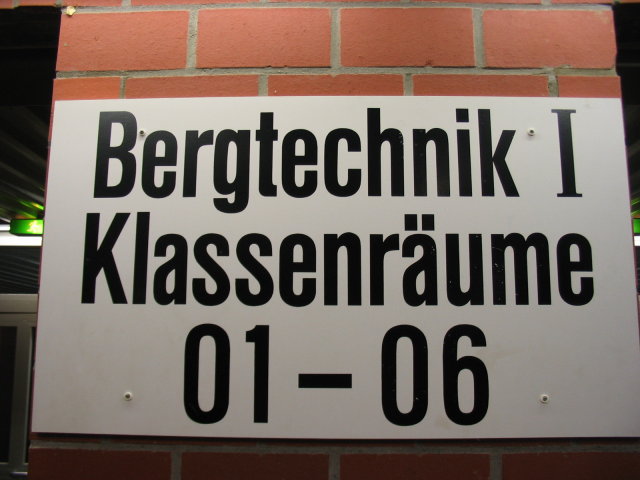 Bergtechnik I
Klassenräume
01 – 06